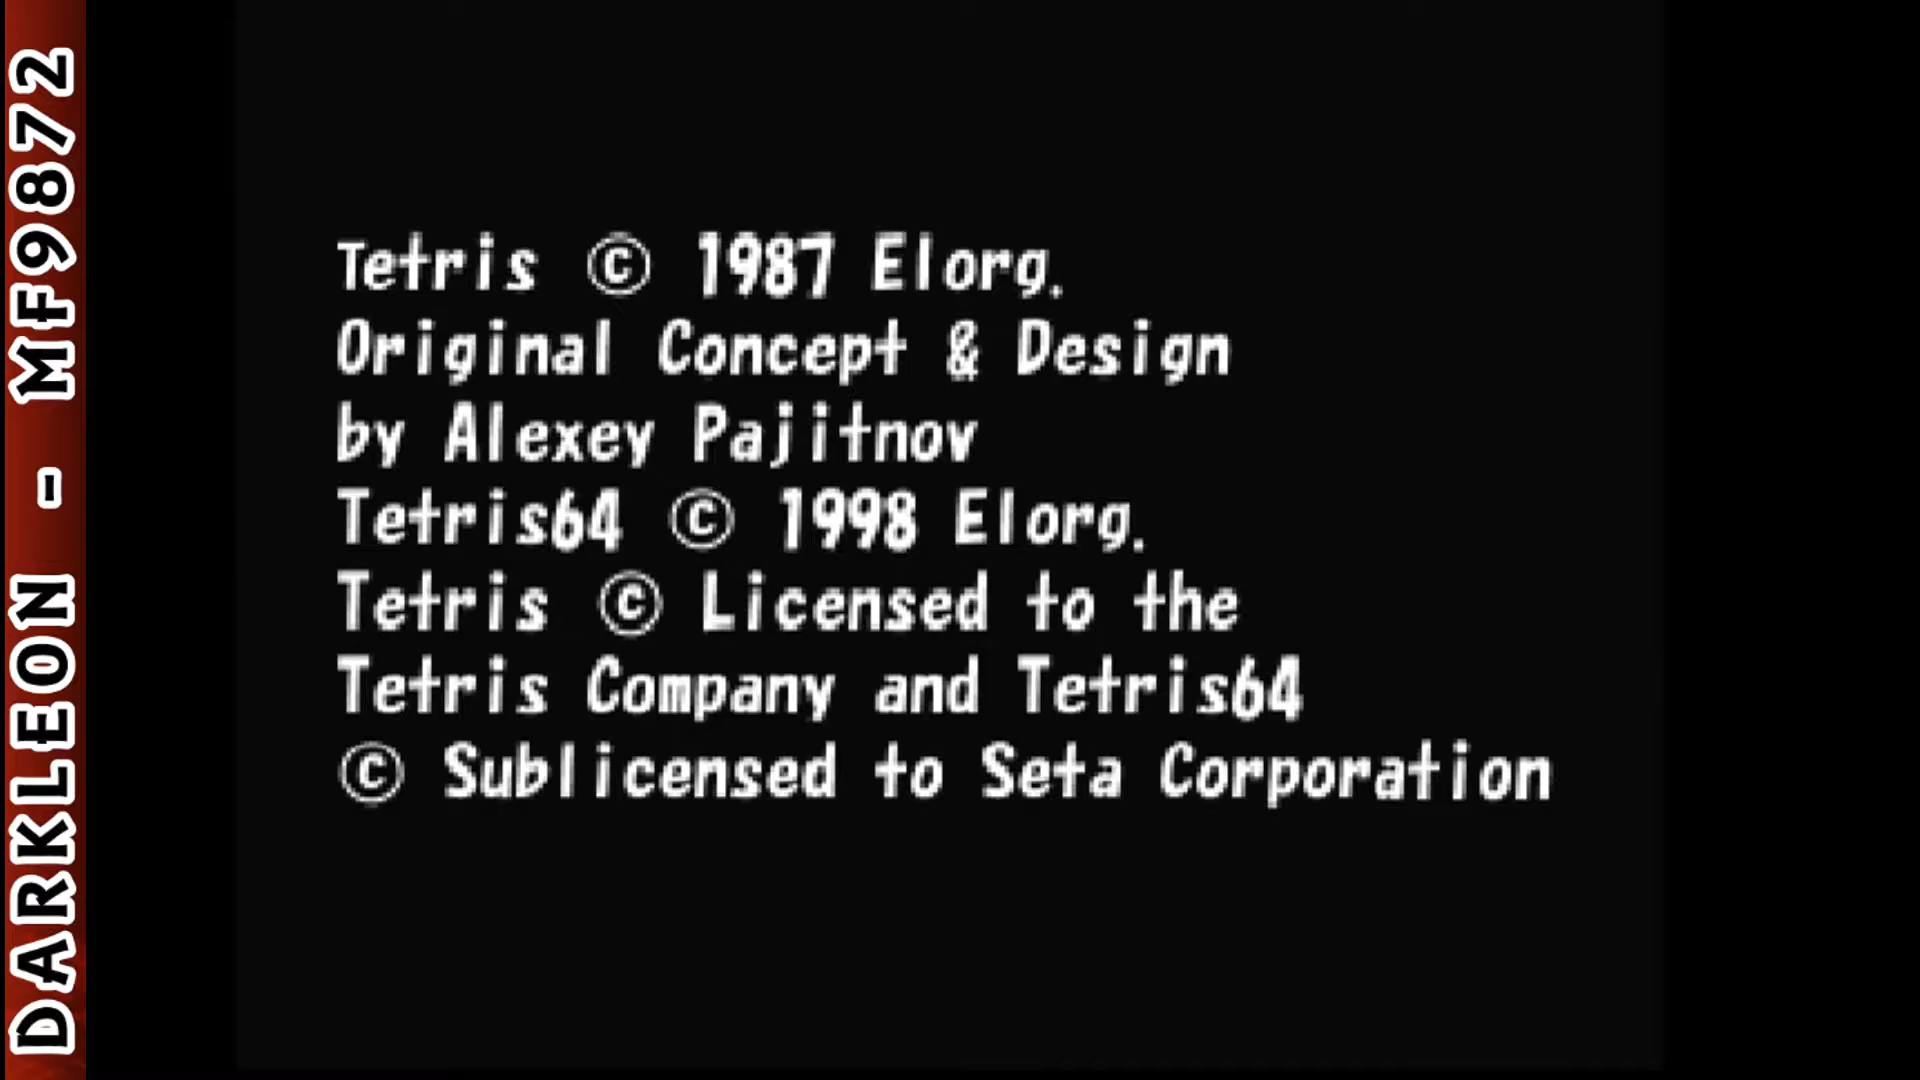 DARKLEON - MF9872
Tetris © 1987 Elorg.
Original Concept & Design
by Alexey Pajitnov
Tetris64 © 1998 Elorg.
Tetris © Licensed to the
Tetris Company and Tetris64
© Sublicensed to Seta Corporation